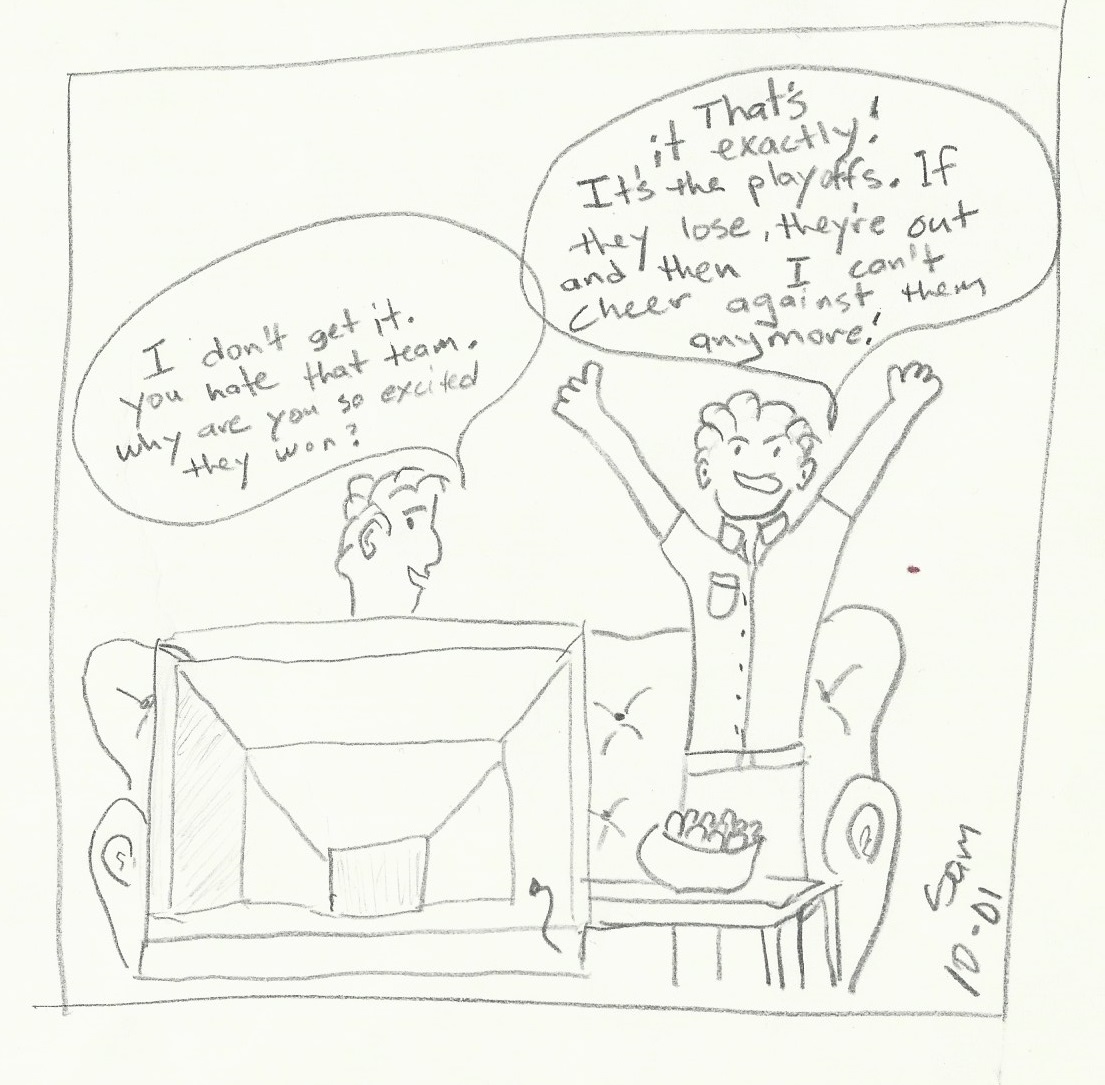 I don't get it.
you hate that team.
why are you so excited
they won?
That's
it exactly!
It's the playoffs. If
they lose, they're out
and then I can't
cheer against them
anymore!
Sam
10-01